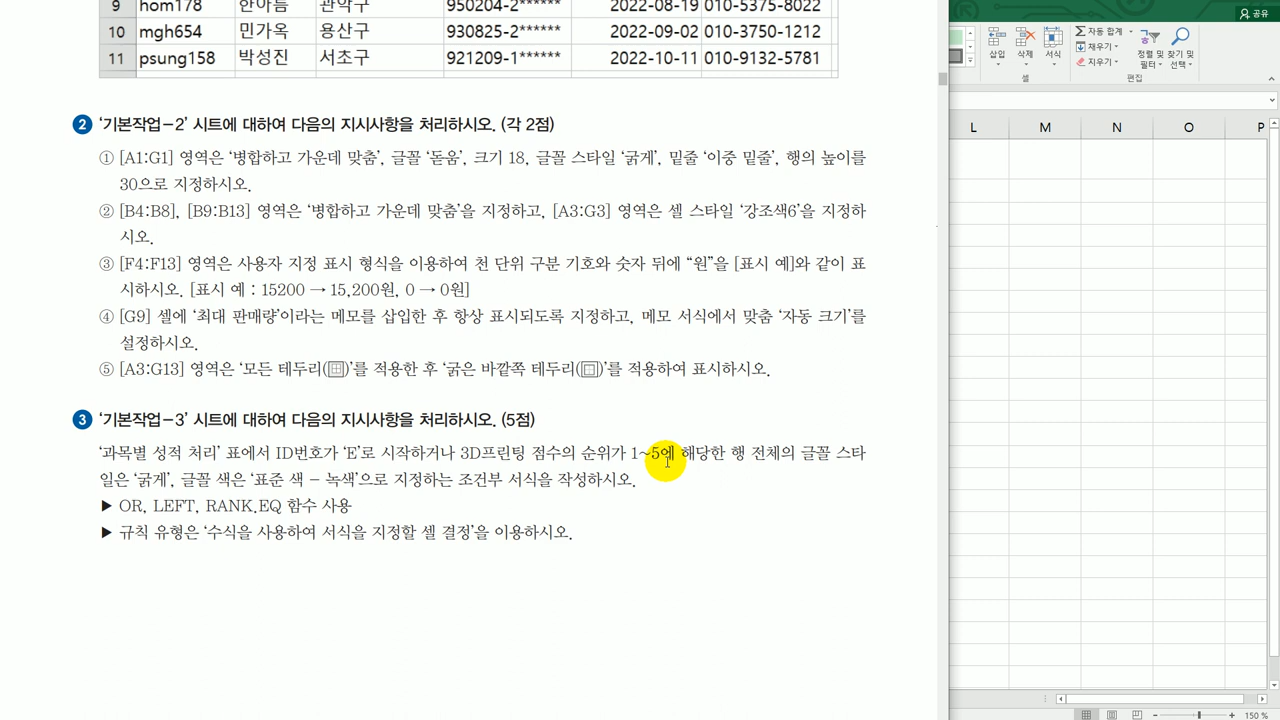 9 hom178 한아름 관악구 950204-2****** 2022-08-19 010-5375-8022
10 mgh654 민가옥 용산구 930825-2****** 2022-09-02 010-3750-1212
11 psung158 박성진 서초구 921209-1****** 2022-10-11 010-9132-5781
2 ‘기본작업-2’ 시트에 대하여 다음의 지시사항을 처리하시오. (각 2점)
① [A1:G1] 영역은 ‘병합하고 가운데 맞춤’, 글꼴 ‘돋움’, 크기 18, 글꼴 스타일 ‘굵게’, 밑줄 ‘이중 밑줄’, 행의 높이를
30으로 지정하시오.
② [B4:B8], [B9:B13] 영역은 ‘병합하고 가운데 맞춤’을 지정하고, [A3:G3] 영역은 셀 스타일 ‘강조색6’을 지정하
시오.
③ [F4:F13] 영역은 사용자 지정 표시 형식을 이용하여 천 단위 구분 기호와 숫자 뒤에 “원”을 [표시 예]와 같이 표
시하시오. [표시 예 : 15200 → 15,200원, 0 → 0원]
④ [G9] 셀에 ‘최대 판매량’이라는 메모를 삽입한 후 항상 표시되도록 지정하고, 메모 서식에서 맞춤 ‘자동 크기’를
설정하시오.
⑤ [A3:G13] 영역은 ‘모든 테두리(田)’를 적용한 후 ‘굵은 바깥쪽 테두리(□)’를 적용하여 표시하시오.
3 ‘기본작업-3’ 시트에 대하여 다음의 지시사항을 처리하시오. (5점)
‘과목별 성적 처리’ 표에서 ID번호가 ‘E’로 시작하거나 3D프린팅 점수의 순위가 1~5에 해당한 행 전체의 글꼴 스타
일은 ‘굵게’, 글꼴 색은 ‘표준 색 - 녹색’으로 지정하는 조건부 서식을 작성하시오.
▶ OR, LEFT, RANK.EQ 함수 사용
▶ 규칙 유형은 ‘수식을 사용하여 서식을 지정할 셀 결정’을 이용하시오.
공유
삽입 삭제 서식
셀
자동 합계
채우기
지우기
정렬 및 필터
찾기 및 선택
편집
L M N O P
150 %